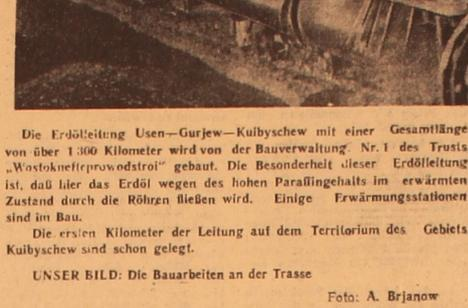 Die Erdölleitung Usen—Gurjew—Kuibyschew mit einer Gesamtlänge
von über 1 300 Kilometer wird von der Bauverwaltung Nr. 1 des Trusts
„Wostoknefteprowodstroi" gebaut. Die Besonderheit dieser Erdölleitung
ist, daß hier das Erdöl wegen des hohen Paraffingehalts im erwärmten
Zustand durch die Röhren fließen wird. Einige Erwärmungsstationen
sind im Bau.
Die ersten Kilometer der Leitung auf dem Territorium des Gebiets
Kuibyschew sind schon gelegt.
UNSER BILD: Die Bauarbeiten an der Trasse
Foto: A. Brjanow